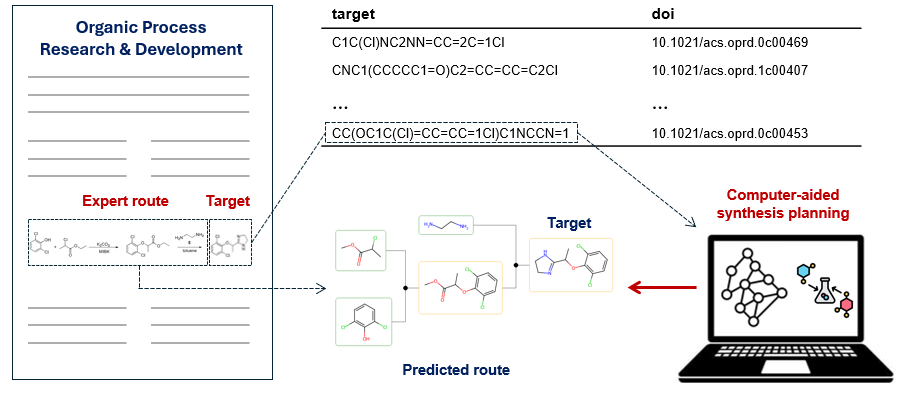 Organic Process
Research & Development
target doi
C1C(Cl)NC2NN=CC=2C=1Cl 10.1021/acs.oprd.0c00469
CNC1(CCCCC1=O)C2=CC=CC=C2Cl 10.1021/acs.oprd.1c00407
... ...
CC(OC1C(Cl)=CC=CC=1Cl)C1NCCN=1 10.1021/acs.oprd.0c00453
Expert route Target
Computer-aided
synthesis planning
Target
Predicted route